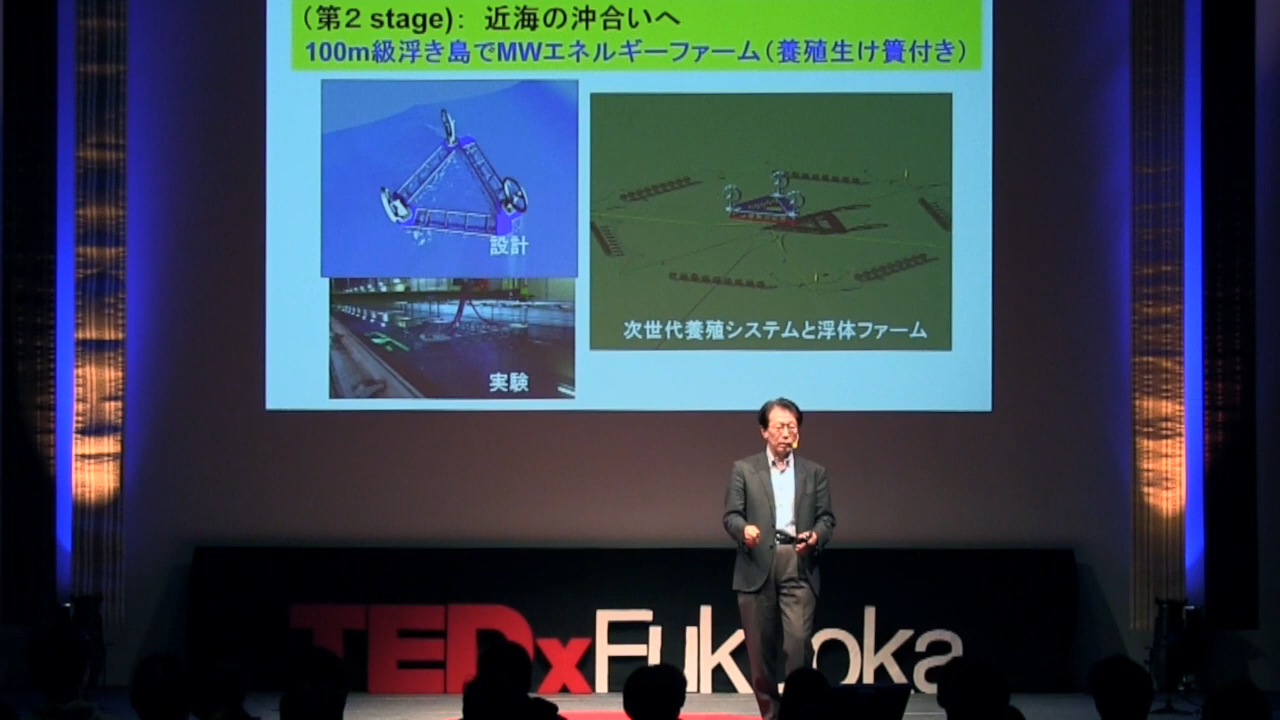 （第２ stage）： 近海の沖合いへ
100m級浮き島でMWエネルギーファーム（養殖生け簀付き）
設計
実験
次世代養殖システムと浮体ファーム
TEDxFukuoka